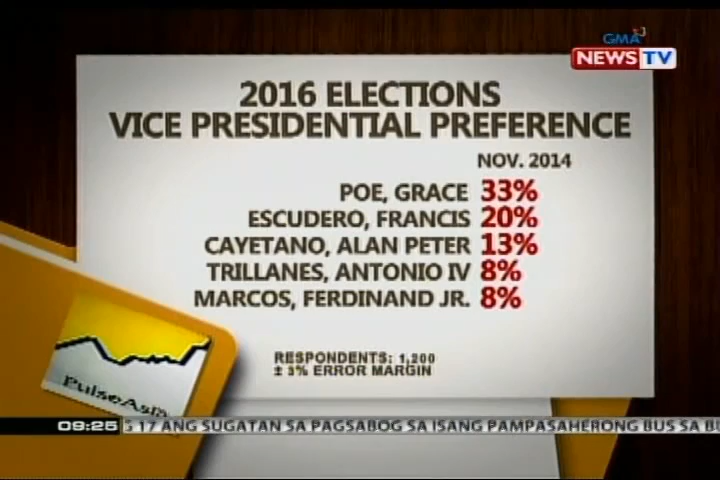 GMA
NEWS TV
2016 ELECTIONS
VICE PRESIDENTIAL PREFERENCE
NOV. 2014
POE, GRACE 33%
ESCUDERO, FRANCIS 20%
CAYETANO, ALAN PETER 13%
TRILLANES, ANTONIO IV 8%
MARCOS, FERDINAND JR. 8%
RESPONDENTS: 1,200
± 3% ERROR MARGIN
PulseAsia
09:25 17 ANG SUGATAN SA PAGSABOG SA ISANG PAMPASAHERONG BUS SA